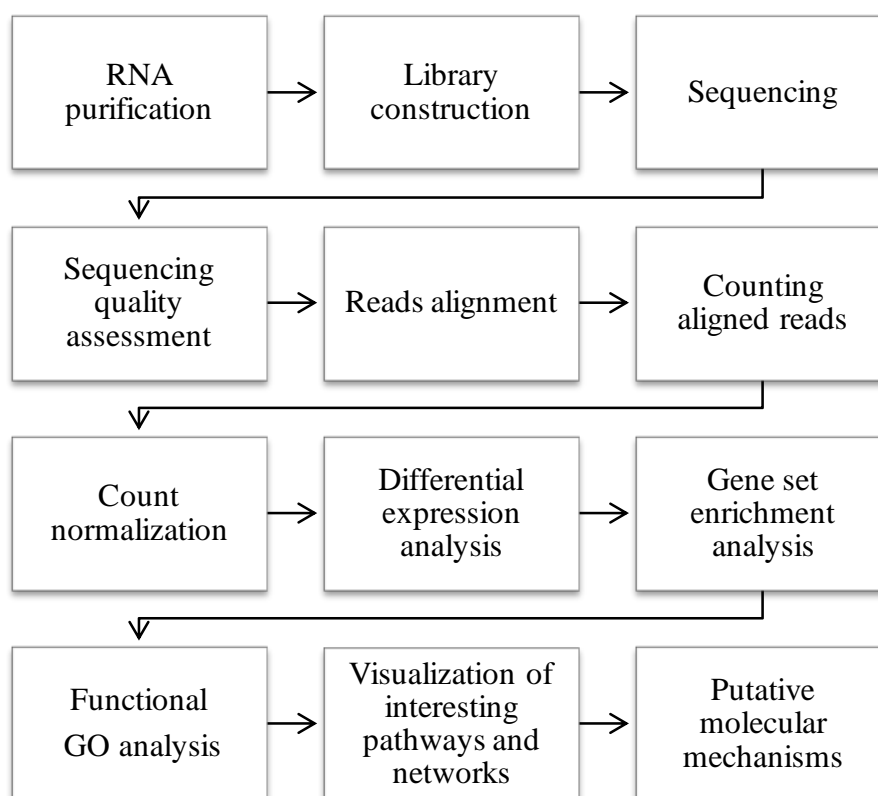 RNA
purification
Library
construction
Sequencing
Sequencing
quality
assessment
Reads alignment
Counting
aligned reads
Count
normalization
Differential
expression
analysis
Gene set
enrichment
analysis
Functional
GO analysis
Visualization of
interesting
pathways and
networks
Putative
molecular
mechanisms